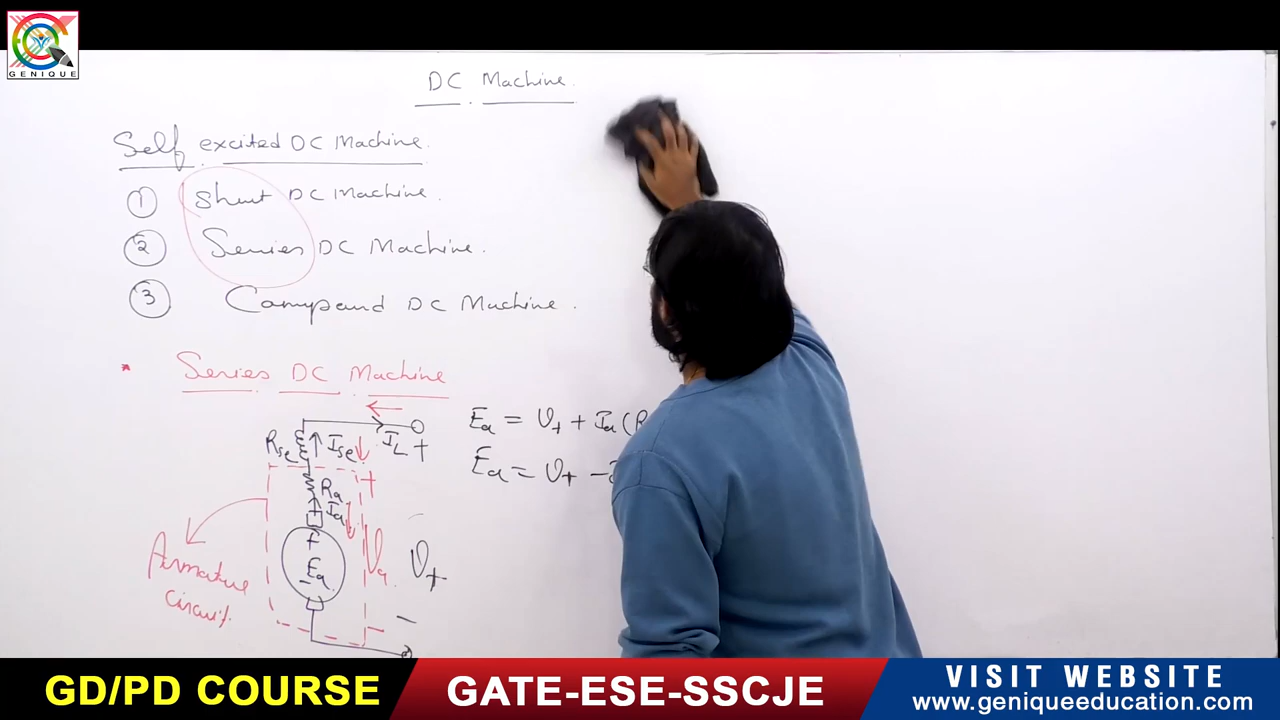 GENIQUE
DC Machine.
Self excited DC Machine.
① Shunt DC Machine.
② Series DC Machine.
③ Compound DC Machine.
* Series DC Machine
Rse Ise IL +
Ra +
Ia
+
Ea
-
Va
Vt
-
-
Armature
circuit.
Ea = Vt + Ia (R
Ea = Vt -
GD/PD COURSE
GATE-ESE-SSCJE
VISIT WEBSITE
www.geniqueeducation.com